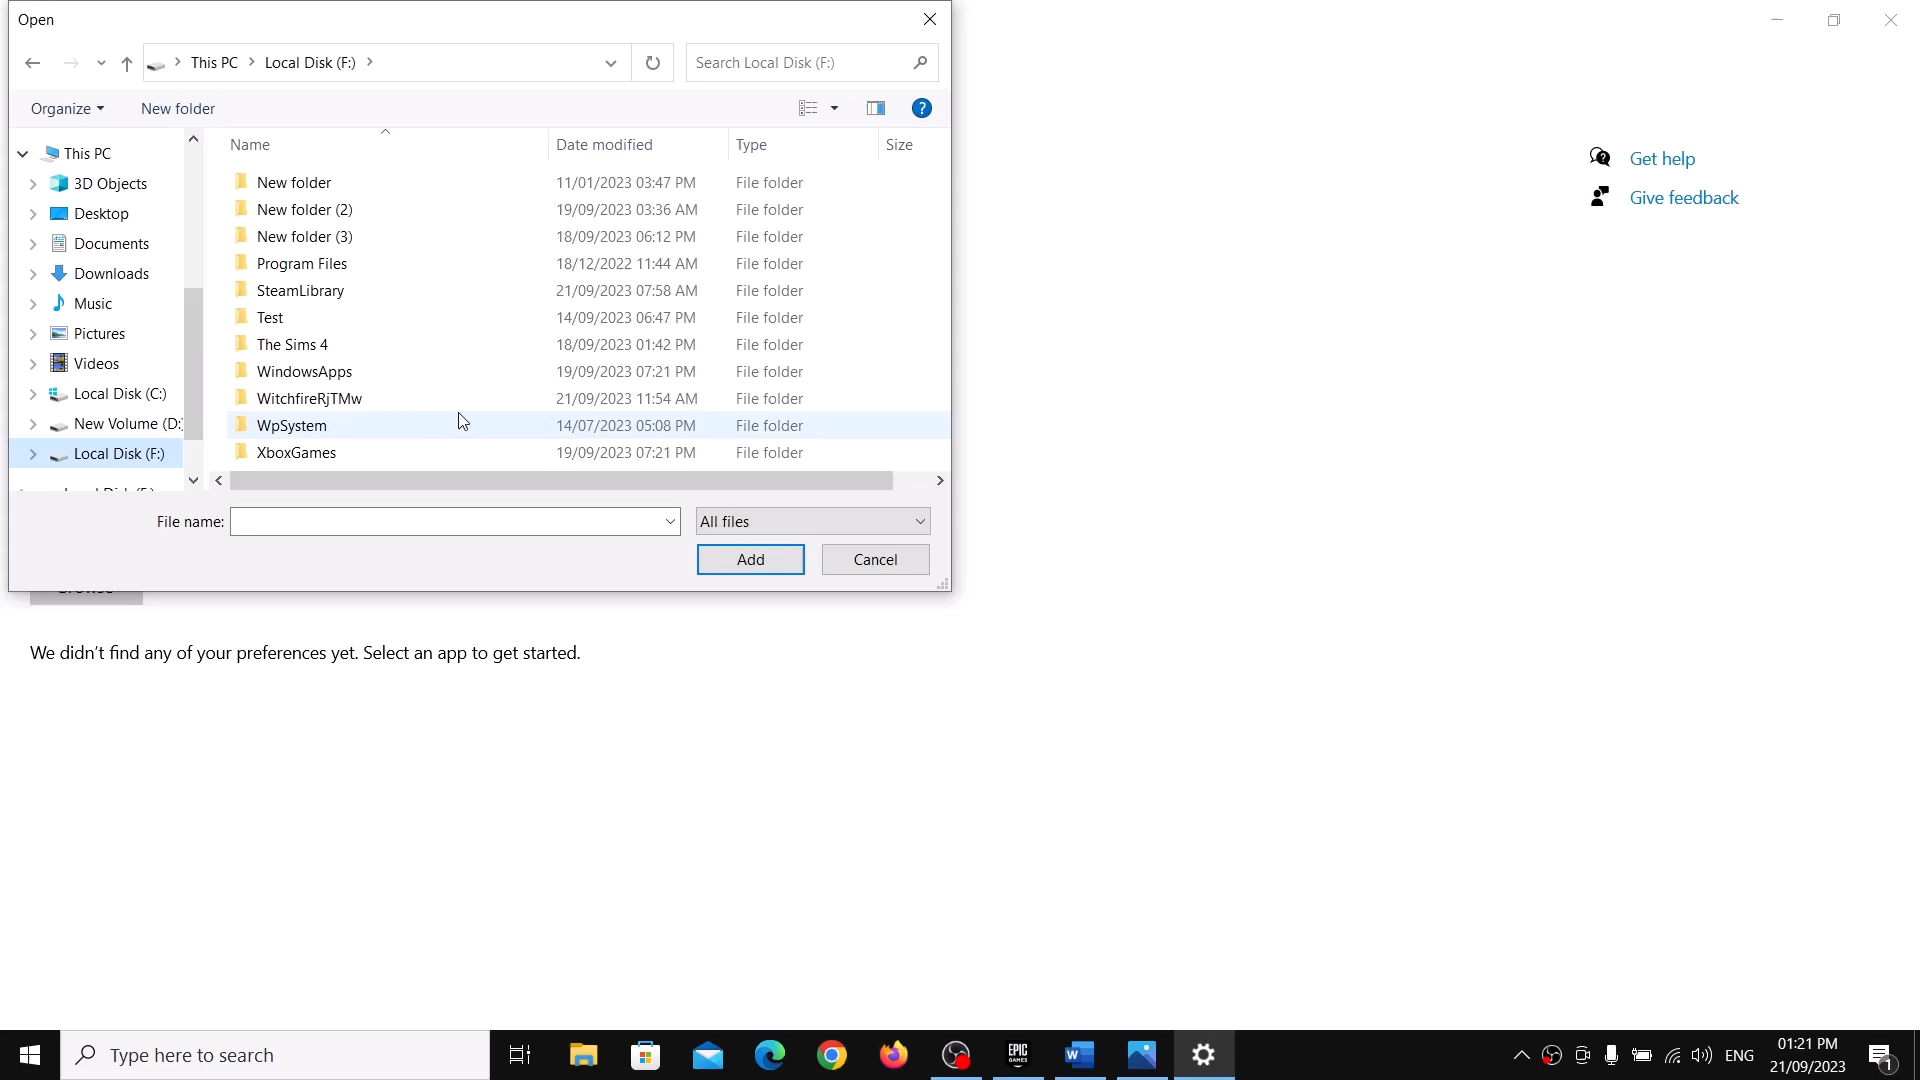 Open
This PC
Local Disk (F:)
Search Local Disk (F:)
Organize
New folder
Name
Date modified
Type
Size
This PC
3D Objects
Desktop
Documents
Downloads
Music
Pictures
Videos
Local Disk (C:)
New Volume (D:)
Local Disk (F:)
New folder 11/01/2023 03:47 PM File folder
New folder (2) 19/09/2023 03:36 AM File folder
New folder (3) 18/09/2023 06:12 PM File folder
Program Files 18/12/2022 11:44 AM File folder
SteamLibrary 21/09/2023 07:58 AM File folder
Test 14/09/2023 06:47 PM File folder
The Sims 4 18/09/2023 01:42 PM File folder
WindowsApps 19/09/2023 07:21 PM File folder
WitchfireRjTMw 21/09/2023 11:54 AM File folder
WpSystem 14/07/2023 05:08 PM File folder
XboxGames 19/09/2023 07:21 PM File folder
File name:
All files
Add
Cancel
Get help
Give feedback
We didn't find any of your preferences yet. Select an app to get started.
Type here to search
EPIC
GAMES
ENG
01:21 PM
21/09/2023
1